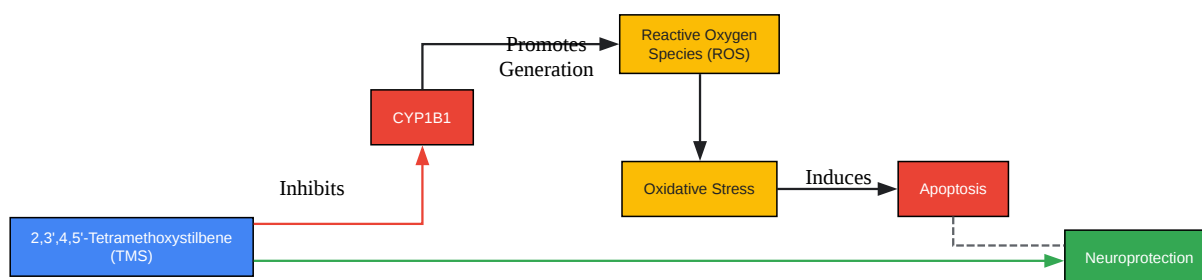 Reactive Oxygen
Species (ROS)
Promotes
Generation
CYP1B1
Inhibits
Oxidative Stress
Induces
Apoptosis
2,3',4,5'-Tetramethoxystilbene
(TMS)
Neuroprotection